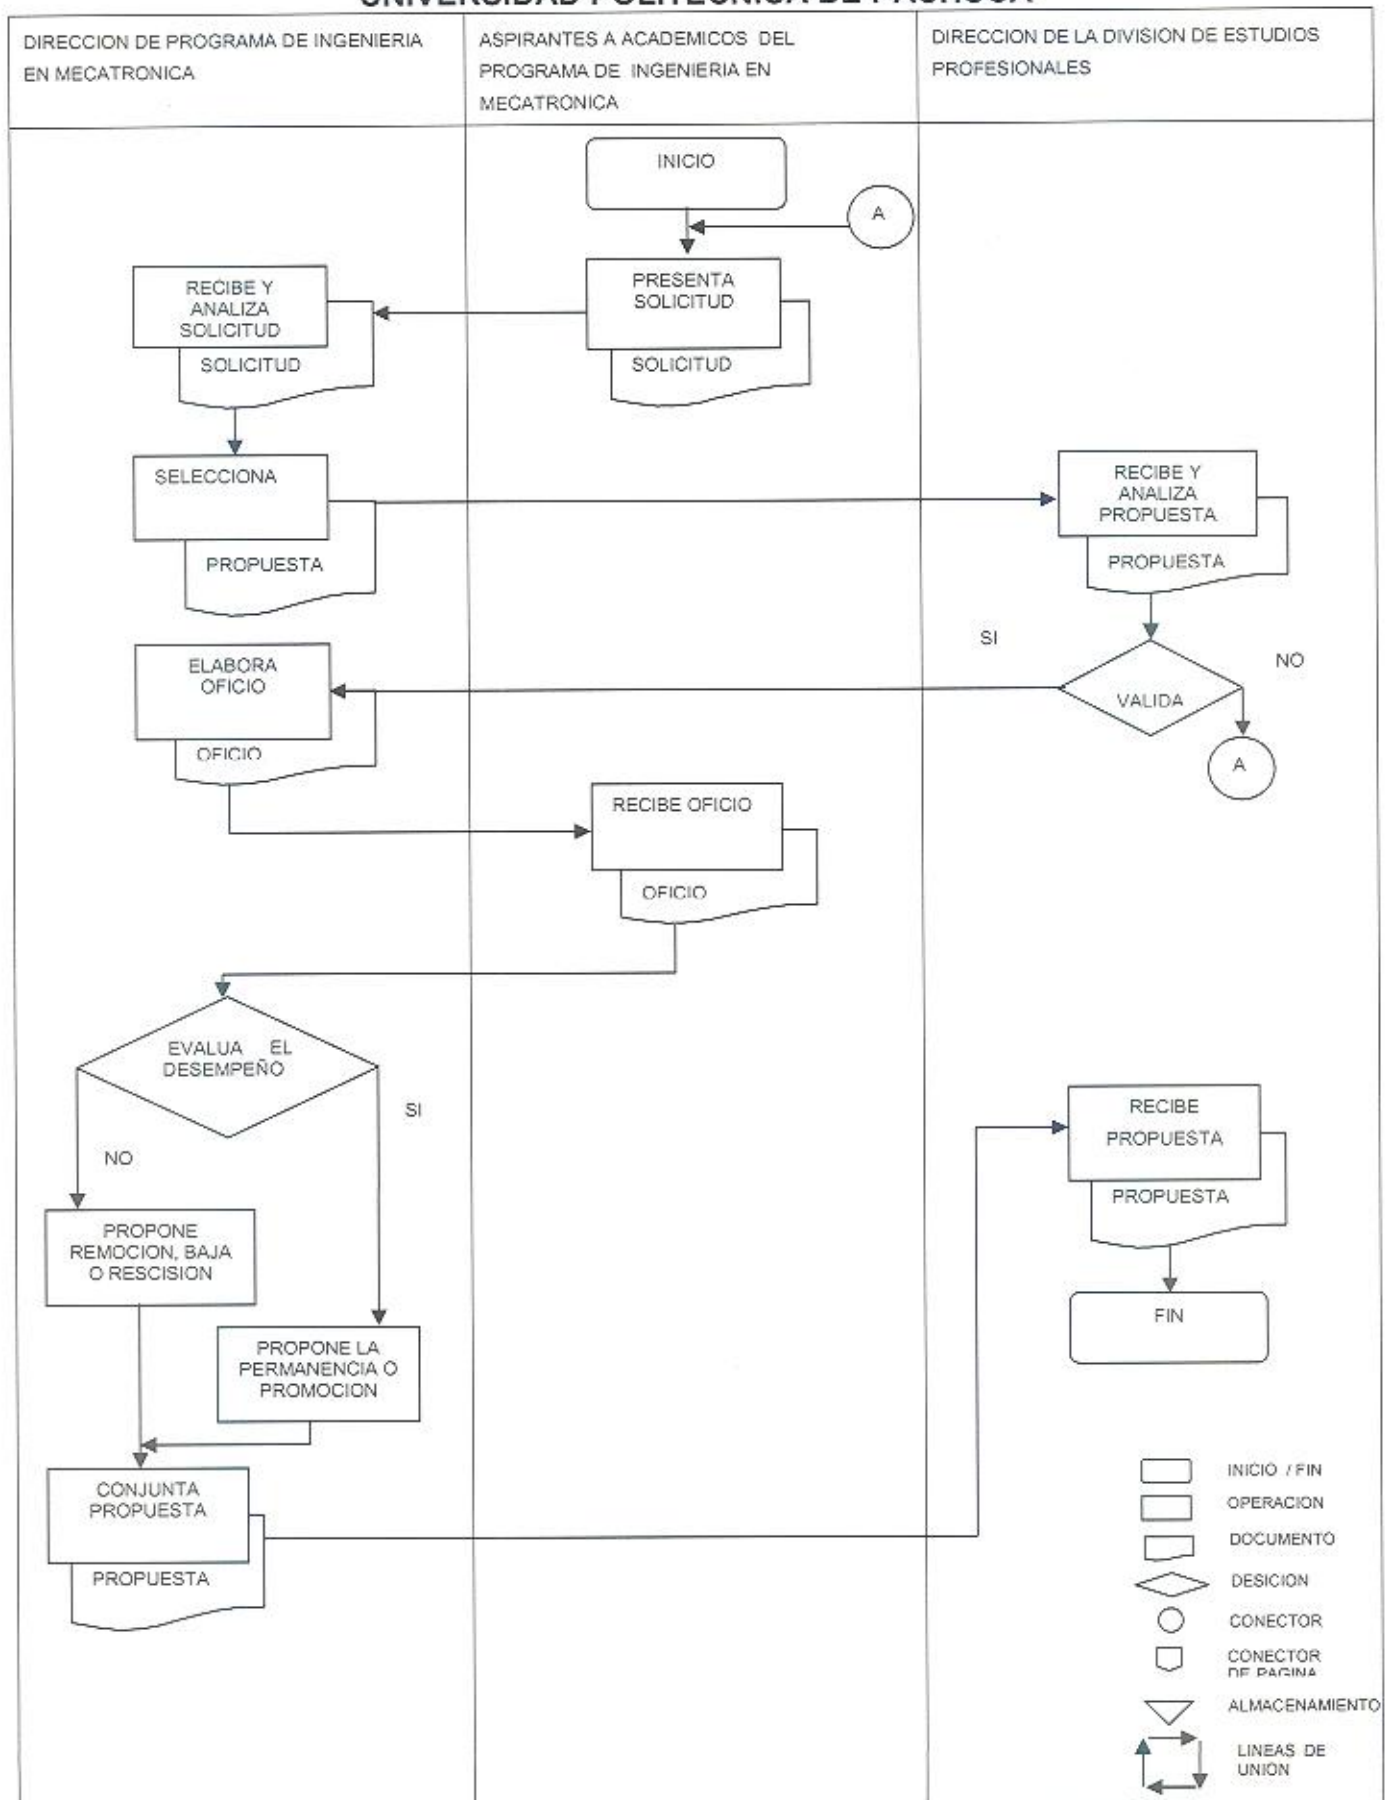 DIRECCION DE PROGRAMA DE INGENIERIA
EN MECATRONICA
ASPIRANTES A ACADEMICOS DEL
PROGRAMA DE INGENIERIA EN
MECATRONICA
DIRECCION DE LA DIVISION DE ESTUDIOS
PROFESIONALES
INICIO
A
PRESENTA
SOLICITUD
SOLICITUD
RECIBE Y
ANALIZA
SOLICITUD
SOLICITUD
SELECCIONA
PROPUESTA
RECIBE Y
ANALIZA
PROPUESTA
PROPUESTA
SI
NO
VALIDA
A
ELABORA
OFICIO
OFICIO
RECIBE OFICIO
OFICIO
EVALUA EL
DESEMPEÑO
SI
NO
PROPONE
REMOCION, BAJA
O RESCISION
PROPONE LA
PERMANENCIA O
PROMOCION
CONJUNTA
PROPUESTA
PROPUESTA
RECIBE
PROPUESTA
PROPUESTA
FIN
INICIO / FIN
OPERACION
DOCUMENTO
DESICION
CONECTOR
CONECTOR
DE PAGINA
ALMACENAMIENTO
LINEAS DE
UNION